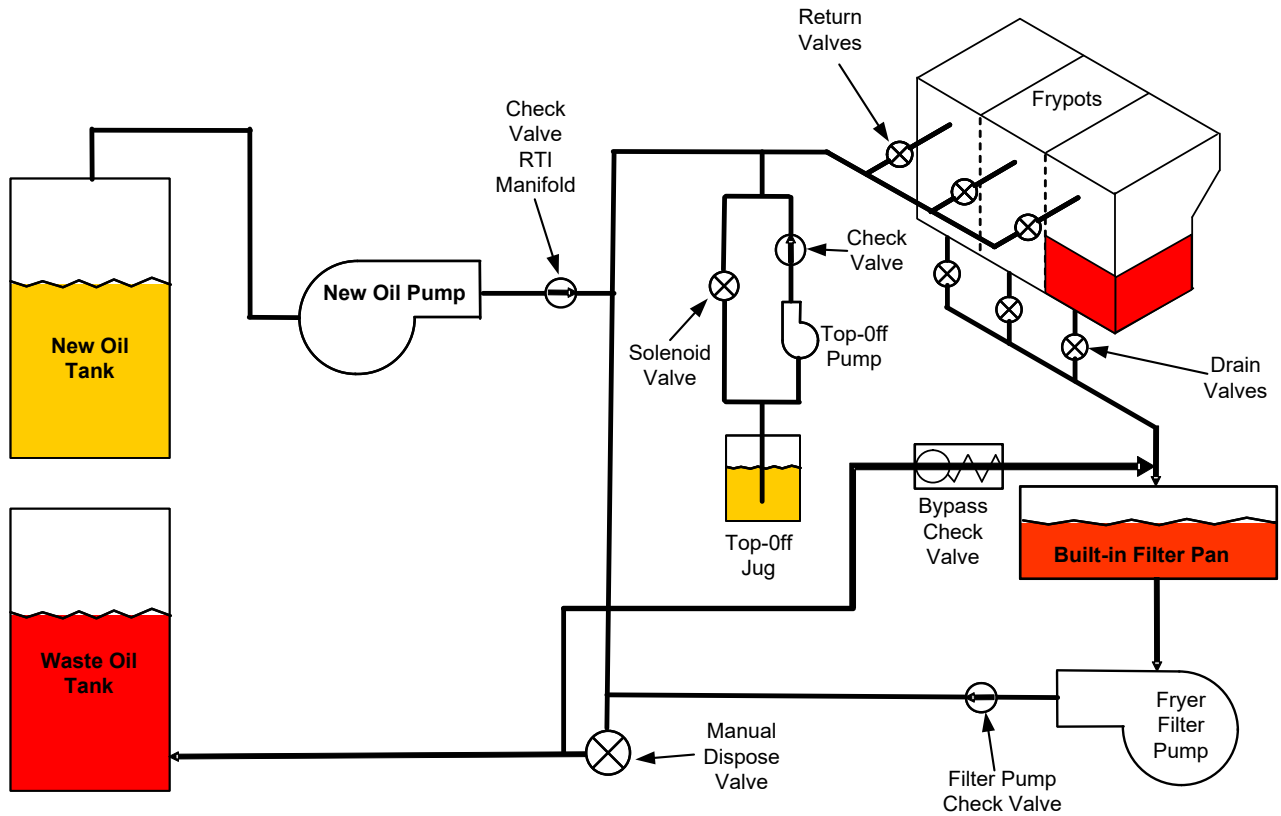 Return
Valves
Frypots
Check
Valve
RTI
Manifold
New Oil Pump
New Oil
Tank
Check
Valve
Solenoid
Valve
Top-0ff
Pump
Drain
Valves
Top-0ff
Jug
Bypass
Check
Valve
Built-in Filter Pan
Waste Oil
Tank
Manual
Dispose
Valve
Fryer
Filter
Pump
Filter Pump
Check Valve